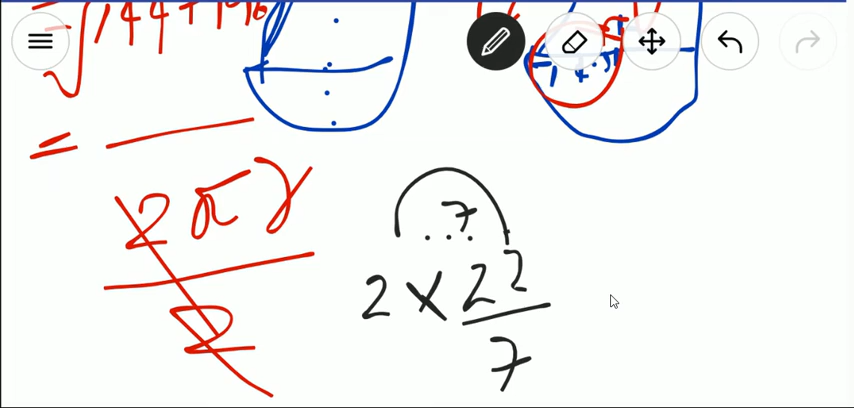 = √144 + 196
=
2πr
2
7
2 × 22
7